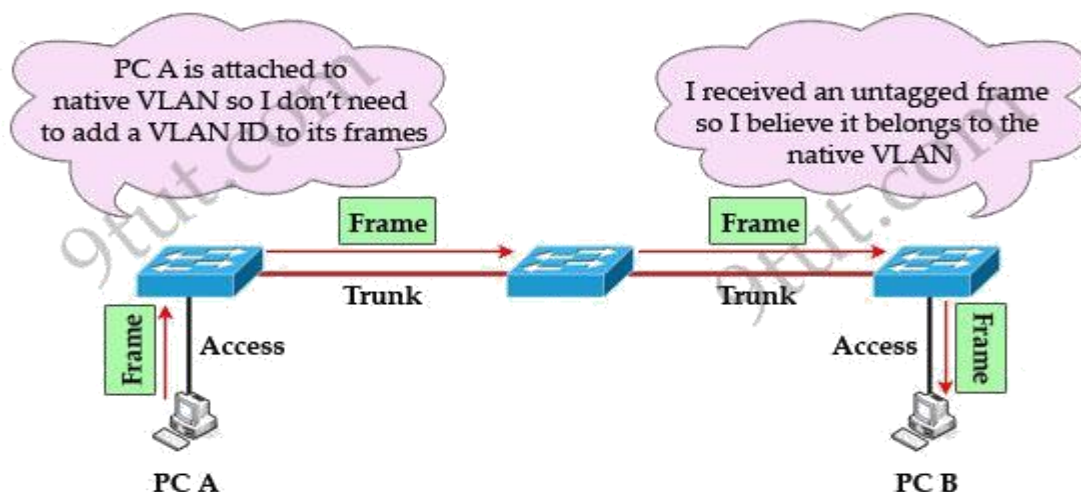 PC A is attached to
native VLAN so I don't need
to add a VLAN ID to its frames
I received an untagged frame
so I believe it belongs to the
native VLAN
9tut.com
9tut.com
Frame
Frame
Trunk
Trunk
Frame
Access
Access
Frame
PC A
PC B